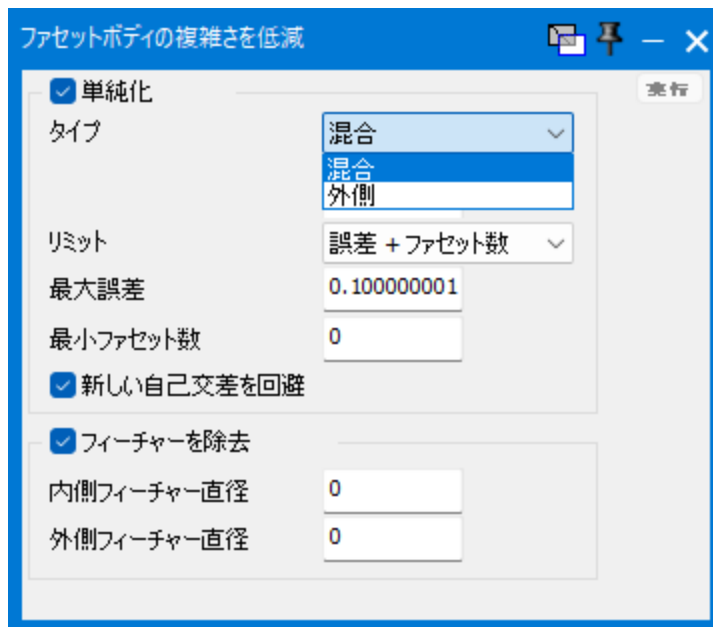 ファセットボディの複雑さを低減
単純化
実行
タイプ
混合
混合
外側
リミット
誤差 + ファセット数
最大誤差
0.100000001
最小ファセット数
0
新しい自己交差を回避
フィーチャーを除去
内側フィーチャー直径
0
外側フィーチャー直径
0